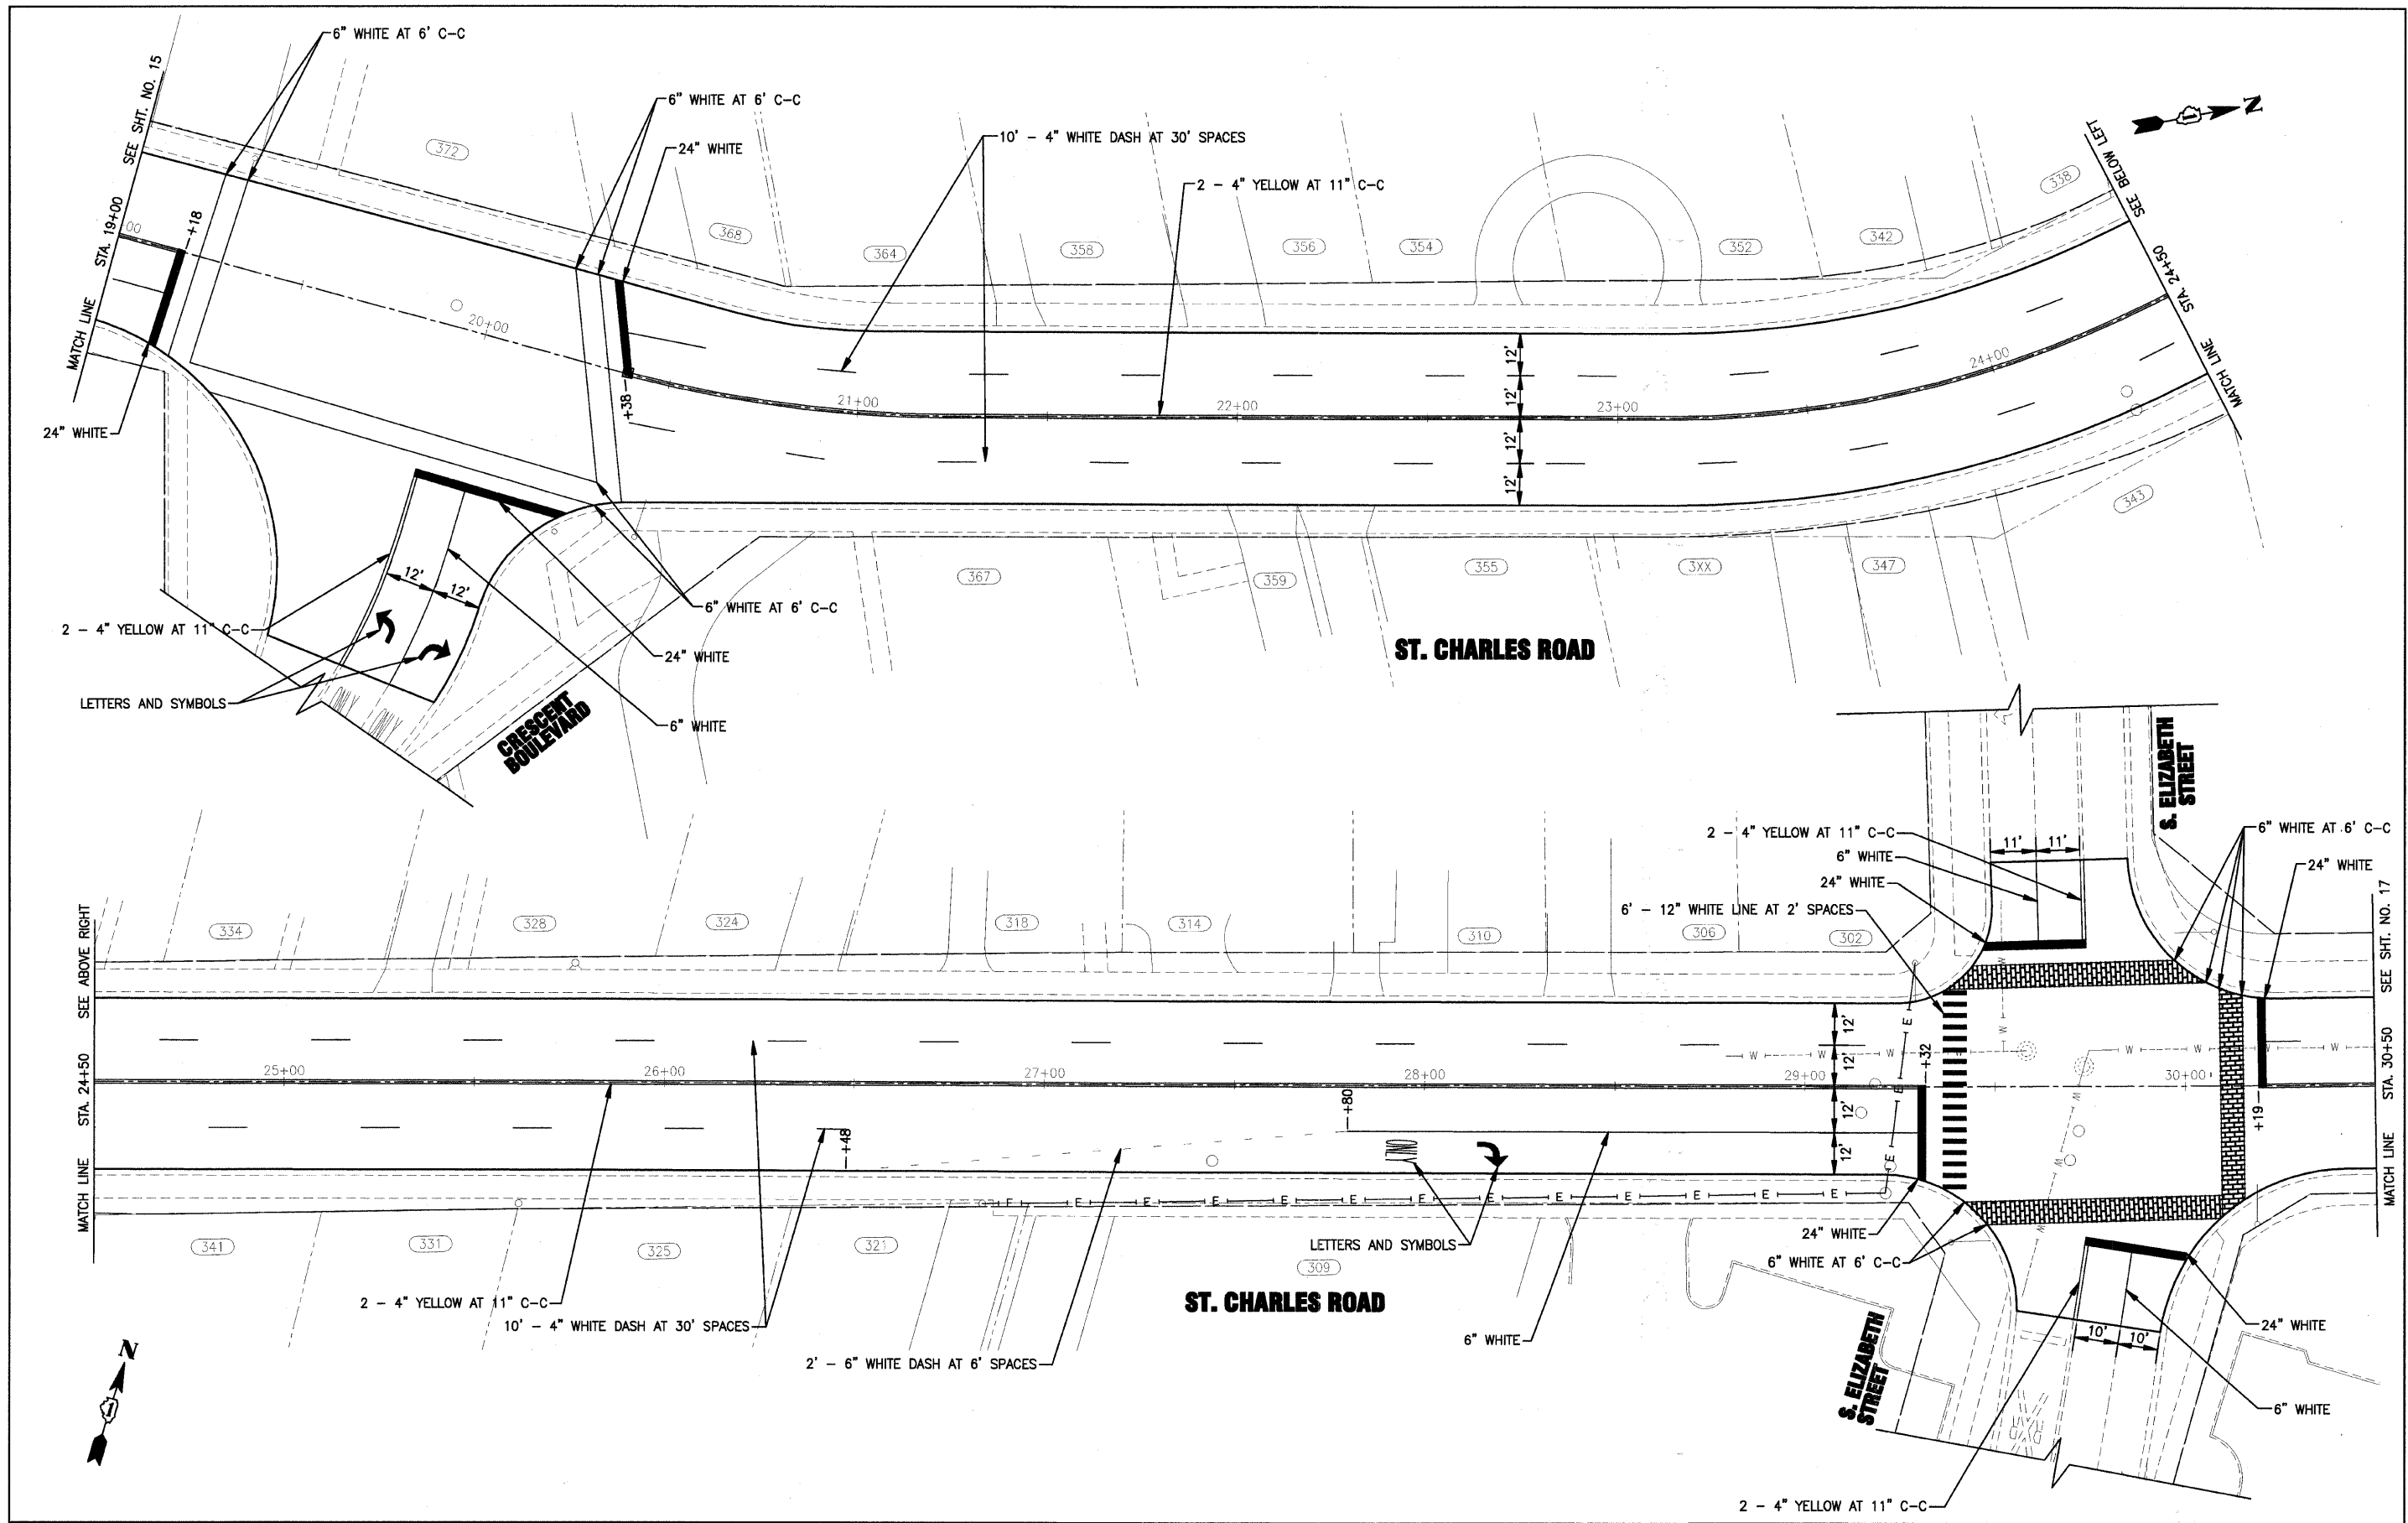 6" WHITE AT 6' C-C
6" WHITE AT 6' C-C
24" WHITE
10' - 4" WHITE DASH AT 30' SPACES
2 - 4" YELLOW AT 11" C-C
N
1
MATCH LINE STA. 19+00 SEE SHT. NO. 15
00
+18
372
368
364
358
356
354
352
342
338
MATCH LINE STA. 24+50 SEE BELOW LEFT
20+00
+38
21+00
22+00
23+00
24+00
12'
12'
12'
12'
24" WHITE
12'
12'
2 - 4" YELLOW AT 11" C-C
LETTERS AND SYMBOLS
ONLY
ONLY
6" WHITE AT 6' C-C
24" WHITE
6" WHITE
CRESCENT
BOULEVARD
367
359
355
3XX
347
343
ST. CHARLES ROAD
S. ELIZABETH
STREET
2 - 4" YELLOW AT 11" C-C
6" WHITE
24" WHITE
6' - 12" WHITE LINE AT 2' SPACES
11'
11'
6" WHITE AT 6' C-C
24" WHITE
MATCH LINE STA. 24+50 SEE ABOVE RIGHT
334
328
324
318
314
310
306
302
25+00
26+00
27+00
28+00
29+00
30+00
+48
+80
+32
+19
12'
12'
12'
12'
ONLY
W W W W W W W W
W W W W
E E E
E E E E E E E E E E E E E
MATCH LINE STA. 30+50 SEE SHT. NO. 17
341
331
325
321
309
LETTERS AND SYMBOLS
24" WHITE
6" WHITE AT 6' C-C
2 - 4" YELLOW AT 11" C-C
10' - 4" WHITE DASH AT 30' SPACES
2' - 6" WHITE DASH AT 6' SPACES
ST. CHARLES ROAD
6" WHITE
S. ELIZABETH
STREET
10'
10'
24" WHITE
6" WHITE
RXR
2 - 4" YELLOW AT 11" C-C
N
1